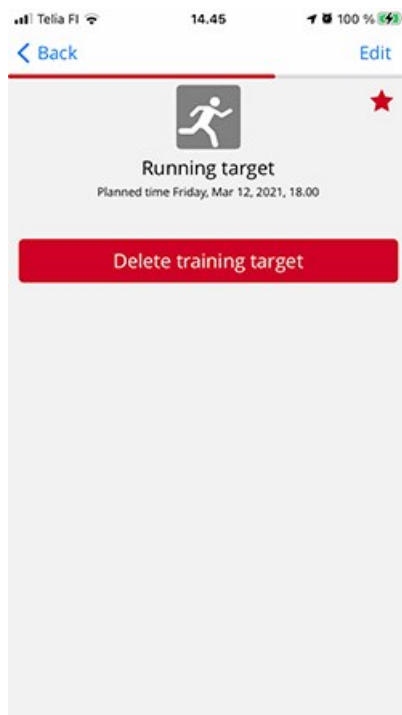 Telia FI 14.45 100 %
Back Edit
Running target
Planned time Friday, Mar 12, 2021, 18.00
Delete training target